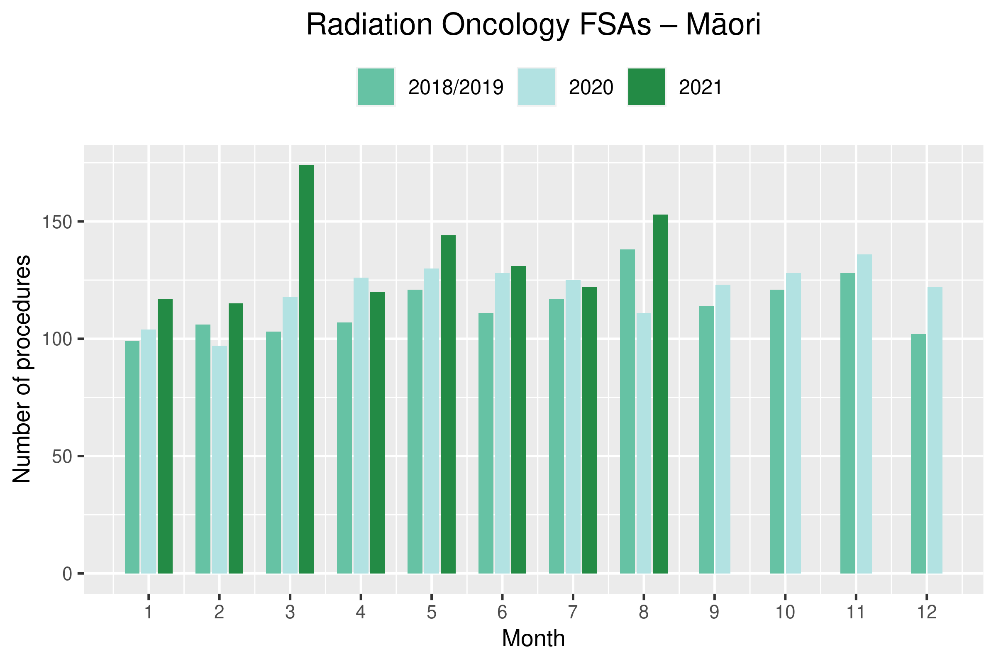 Radiation Oncology FSAs – Māori
2018/2019 2020 2021
Number of procedures
150
100
50
0
1 2 3 4 5 6 7 8 9 10 11 12
Month